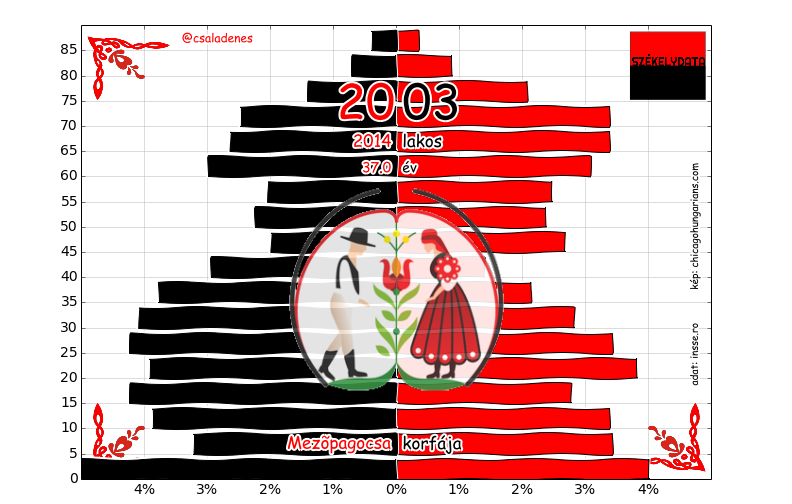 @csaladenes
SZÉKELYDATA
2003
2014 lakos
37.0 év
Mezõpagocsa korfája
kép: chicagohungarians.com
adat: insse.ro
85
80
75
70
65
60
55
50
45
40
35
30
25
20
15
10
5
0
4% 3% 2% 1% 0% 1% 2% 3% 4%